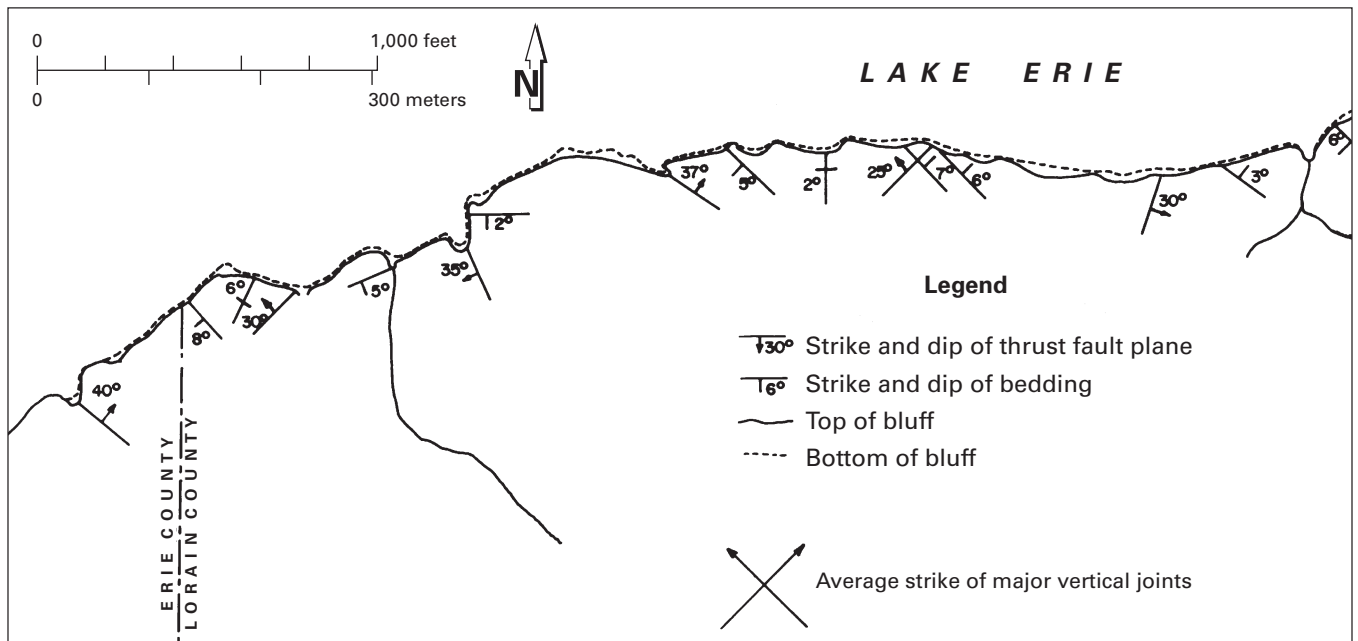 0 1,000 feet
0 300 meters
N
LAKE ERIE
6°
37° 5° 2° 25° 7° 6° 30° 3°
2°
35°
5°
6°
30°
8°
40°
Legend
30° Strike and dip of thrust fault plane
6° Strike and dip of bedding
Top of bluff
Bottom of bluff
ERIE COUNTY
LORAIN COUNTY
Average strike of major vertical joints